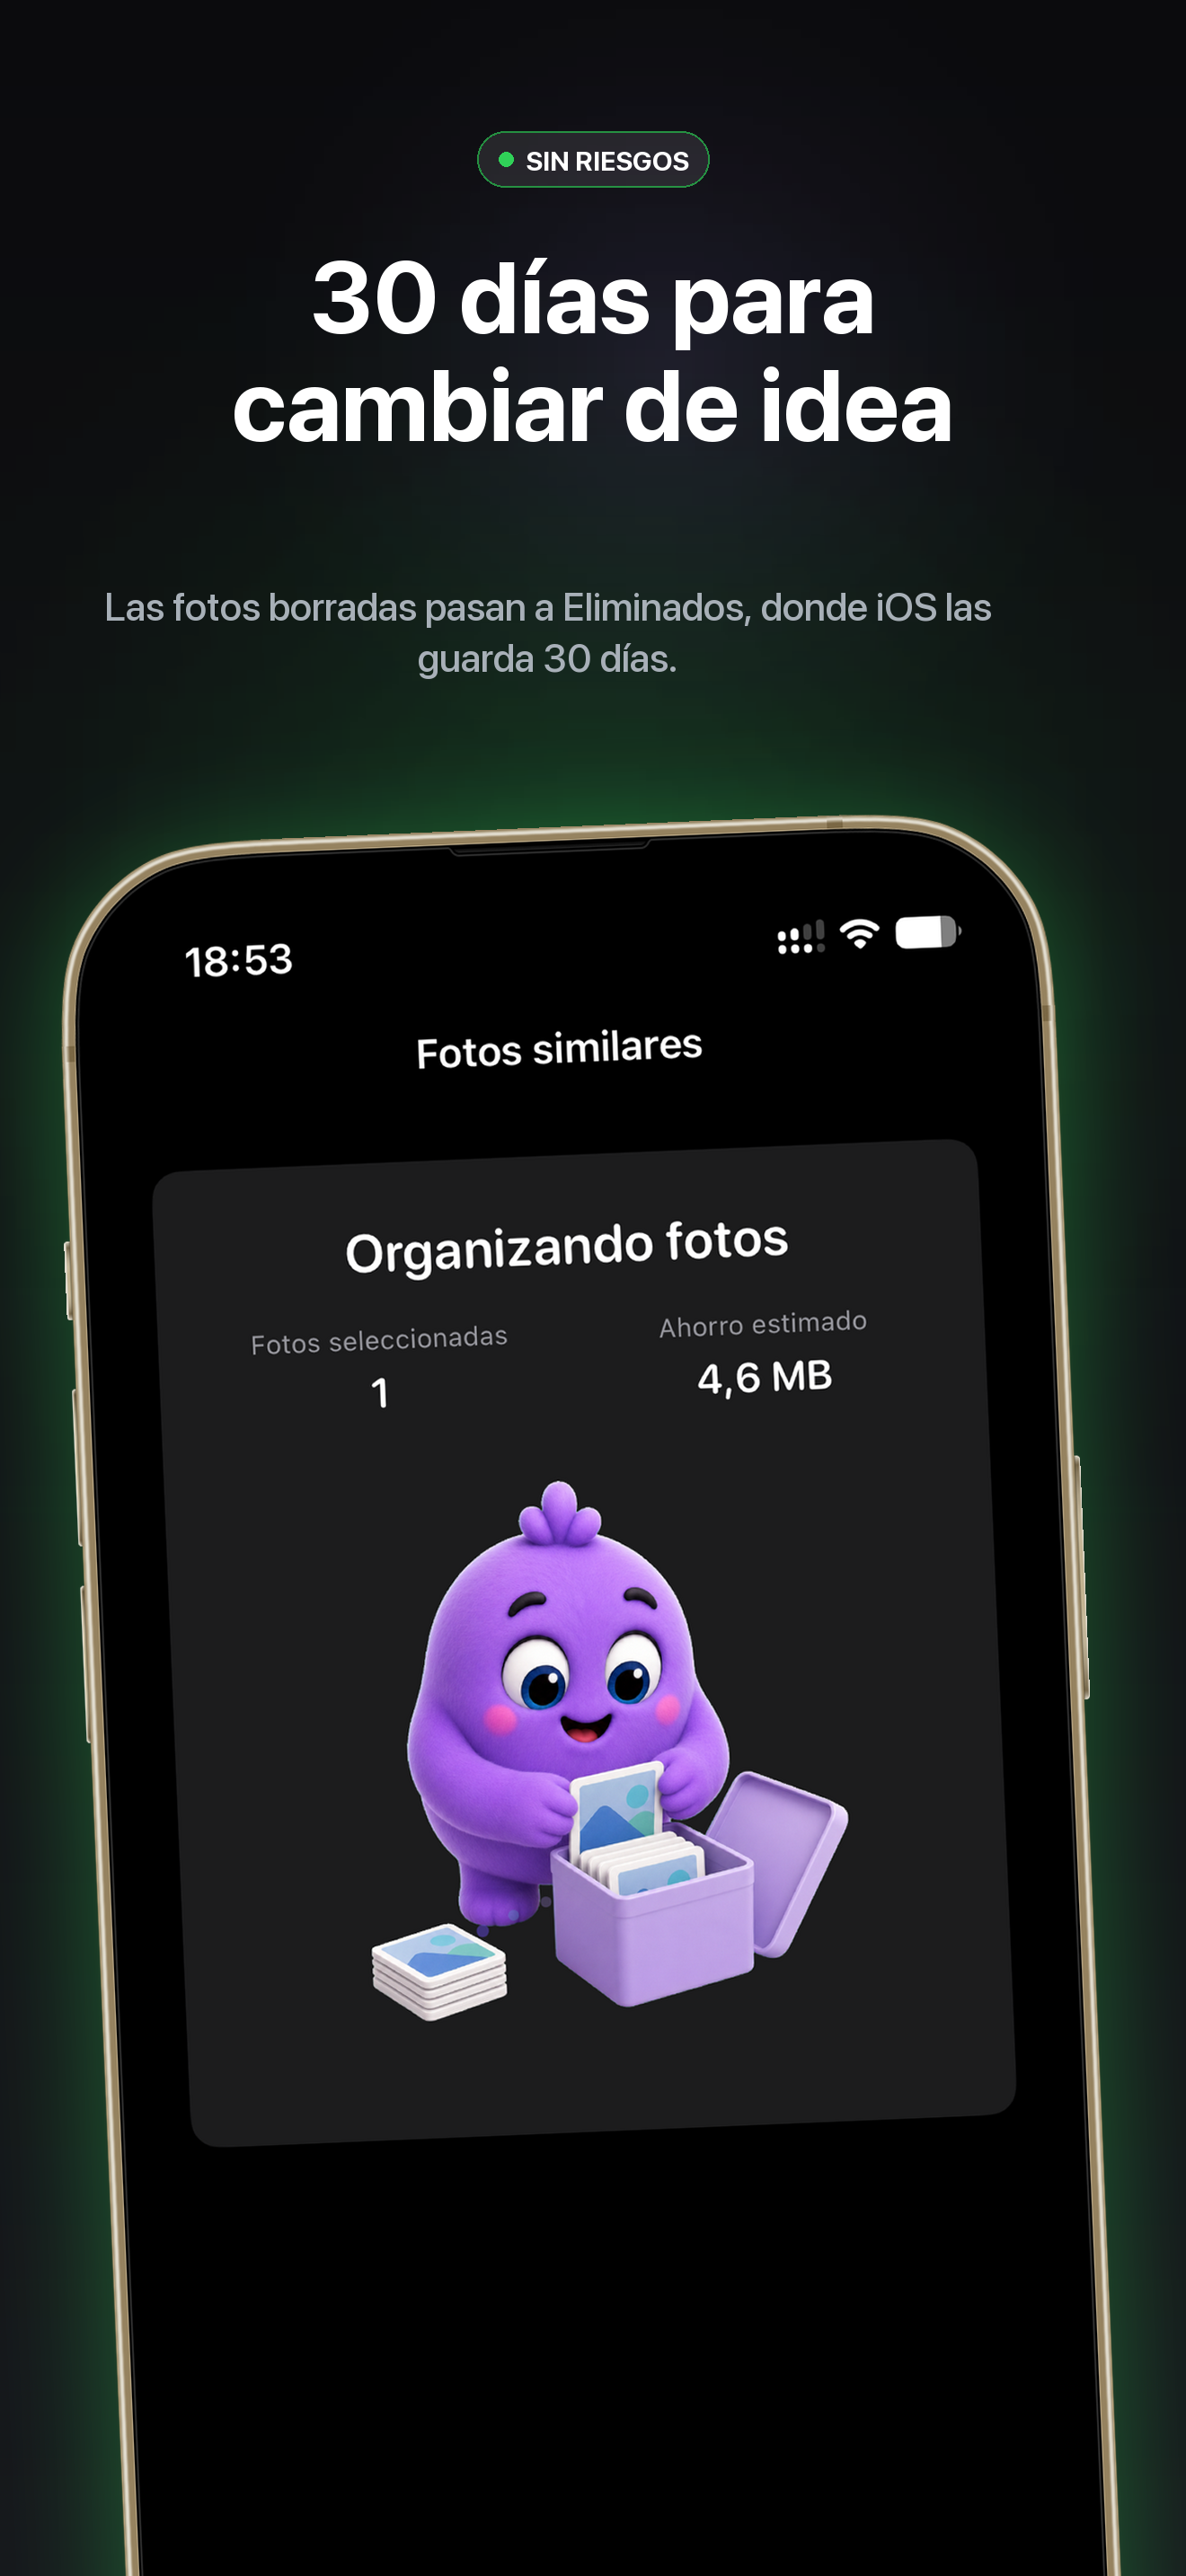 SIN RIESGOS
30 días para
cambiar de idea
Las fotos borradas pasan a Eliminados, donde iOS las
guarda 30 días.
18:53
Fotos similares
Organizando fotos
Fotos seleccionadas
1
Ahorro estimado
4,6 MB